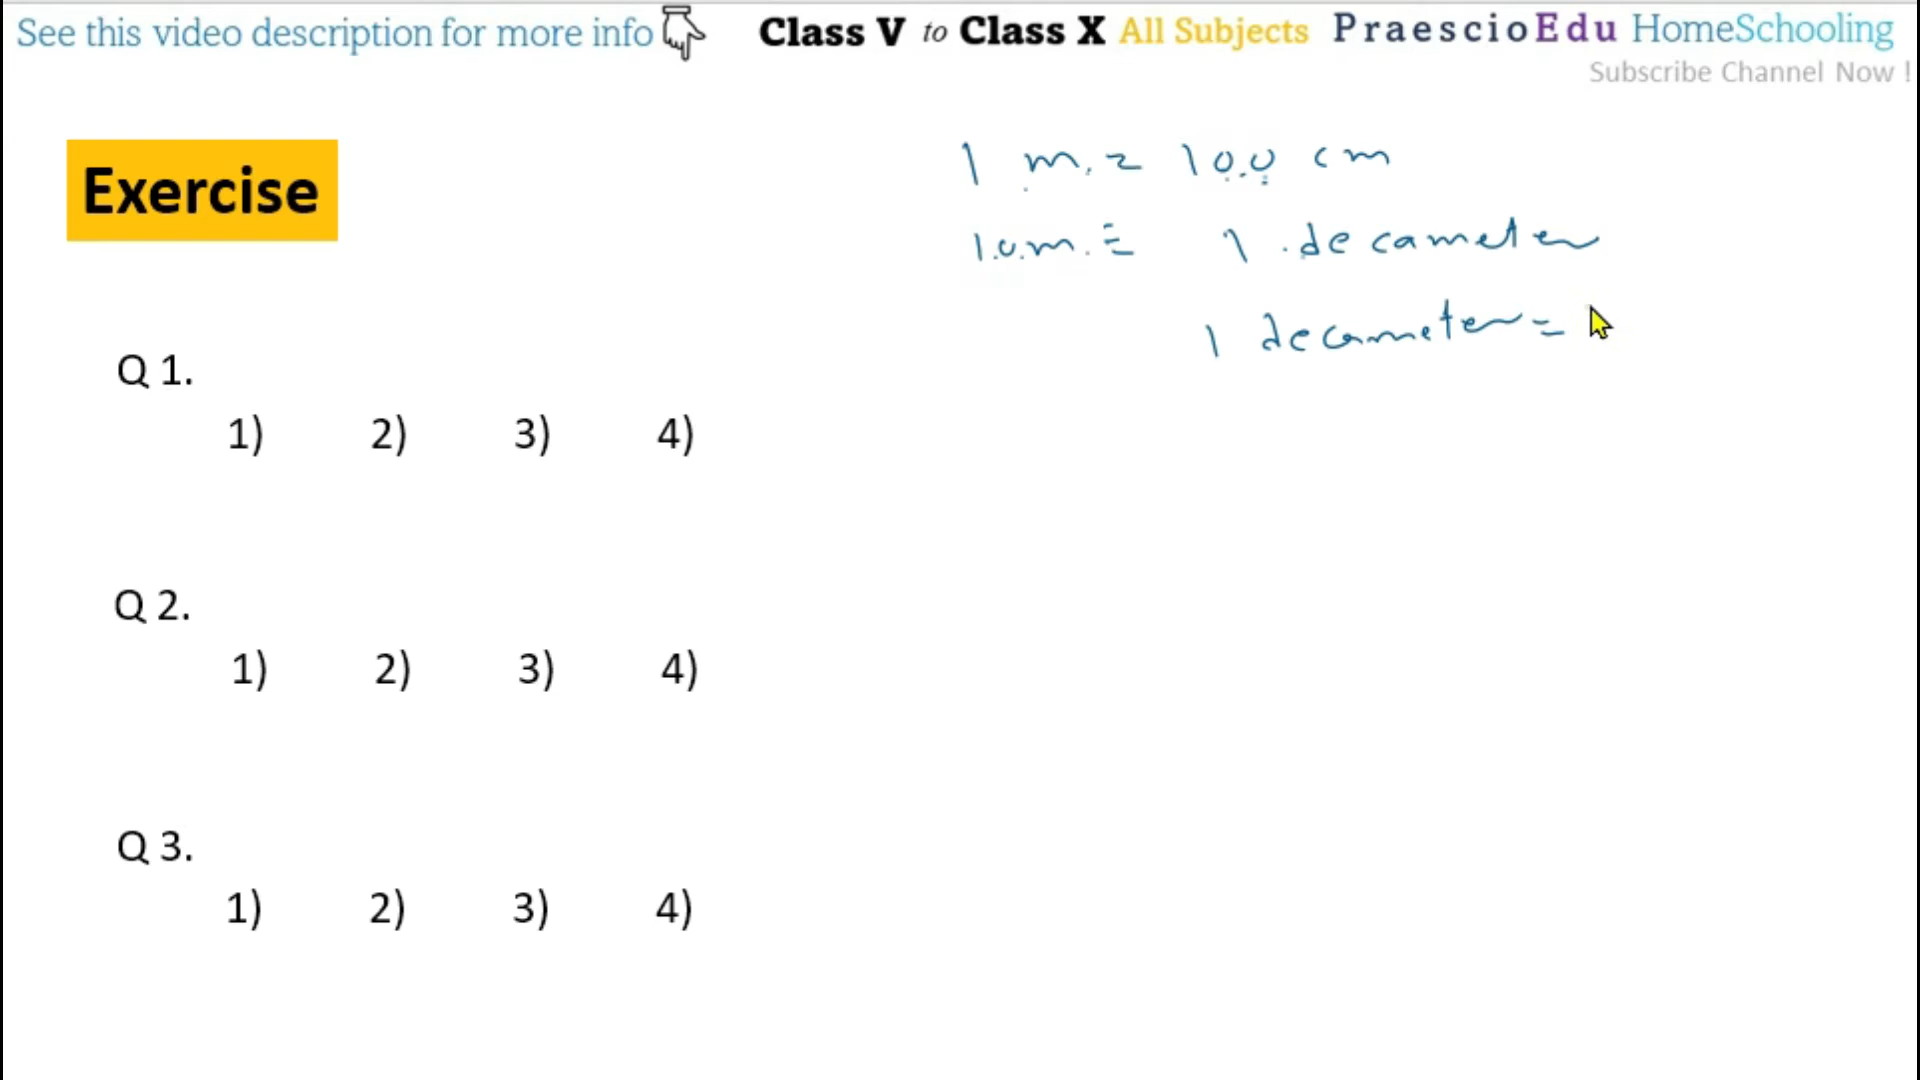 See this video description for more info Class V to Class X All Subjects PraescioEdu HomeSchooling
Subscribe Channel Now !
Exercise
1 m. = 100 cm
10 m. = 1 decameter
1 decameter =
Q 1.
1) 2) 3) 4)
Q 2.
1) 2) 3) 4)
Q 3.
1) 2) 3) 4)